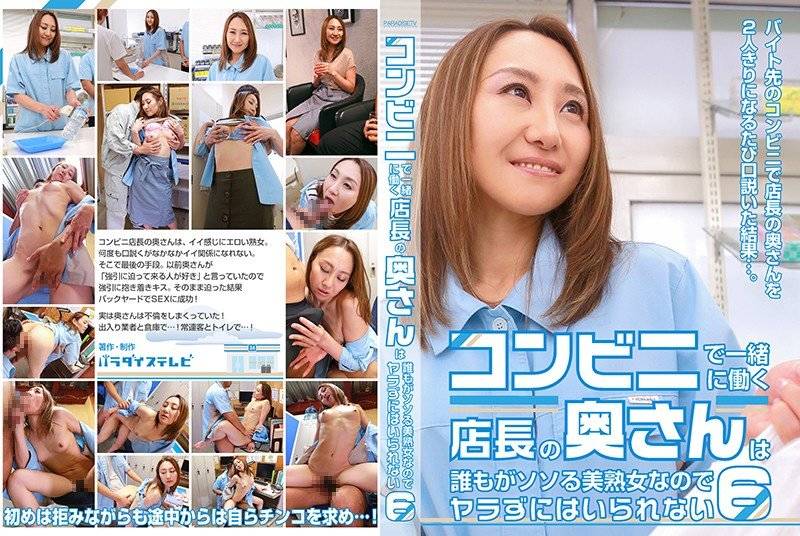 PARADISETV
バイト先のコンビニで店長の奥さんを
2人きりになるたび口説いた結果…。
コンビニで一緒に働く
店長の奥さんは
誰もがソソる美熟女なので
ヤラずにはいられない6
コンビニで一緒に働く店長の奥さんは誰もがソソる美熟女なのでヤラずにはいられない6
コンビニ店長の奥さんは、イイ感じにエロい熟女。
何度も口説くがなかなかイイ関係になれない。
そこで最後の手段。以前奥さんが
「強引に迫って来る人が好き」と言っていたので
強引に抱き着きキス。そのまま迫った結果
バックヤードでSEXに成功!
実は奥さんは不倫をしまくっていた!
出入り業者と倉庫で…!常連客とトイレで…!
著作・制作
パラダイステレビ
初めは拒みながらも途中からは自らチンコを求め…!